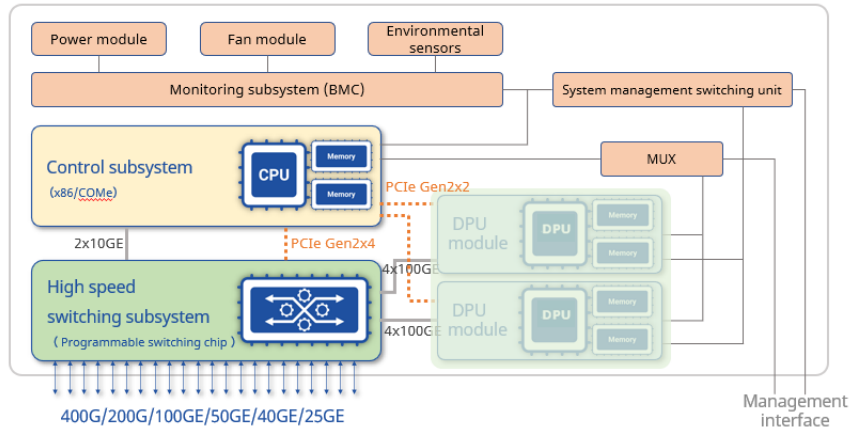 Power module
Fan module
Environmental
sensors
Monitoring subsystem (BMC)
System management switching unit
Control subsystem
(x86/COMe)
CPU
Memory
Memory
MUX
PCIe Gen2x2
DPU
module
DPU
Memory
Memory
2x10GE
PCIe Gen2x4
4x100GE
High speed
switching subsystem
( Programmable switching chip )
DPU
module
DPU
Memory
Memory
4x100GE
400G/200G/100GE/50GE/40GE/25GE
Management
interface